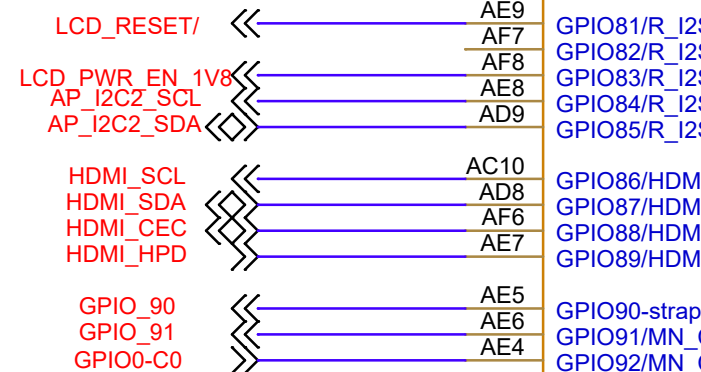 LCD_RESET/ AE9 GPIO81/R_I2S
AF7 GPIO82/R_I2S
LCD_PWR_EN_1V8 AF8 GPIO83/R_I2S
AP_I2C2_SCL AE8 GPIO84/R_I2S
AP_I2C2_SDA AD9 GPIO85/R_I2S
HDMI_SCL AC10 GPIO86/HDM
HDMI_SDA AD8 GPIO87/HDM
HDMI_CEC AF6 GPIO88/HDM
HDMI_HPD AE7 GPIO89/HDM
GPIO_90 AE5 GPIO90-strap
GPIO_91 AE6 GPIO91/MN_
GPIO0-C0 AE4 GPIO92/MN_